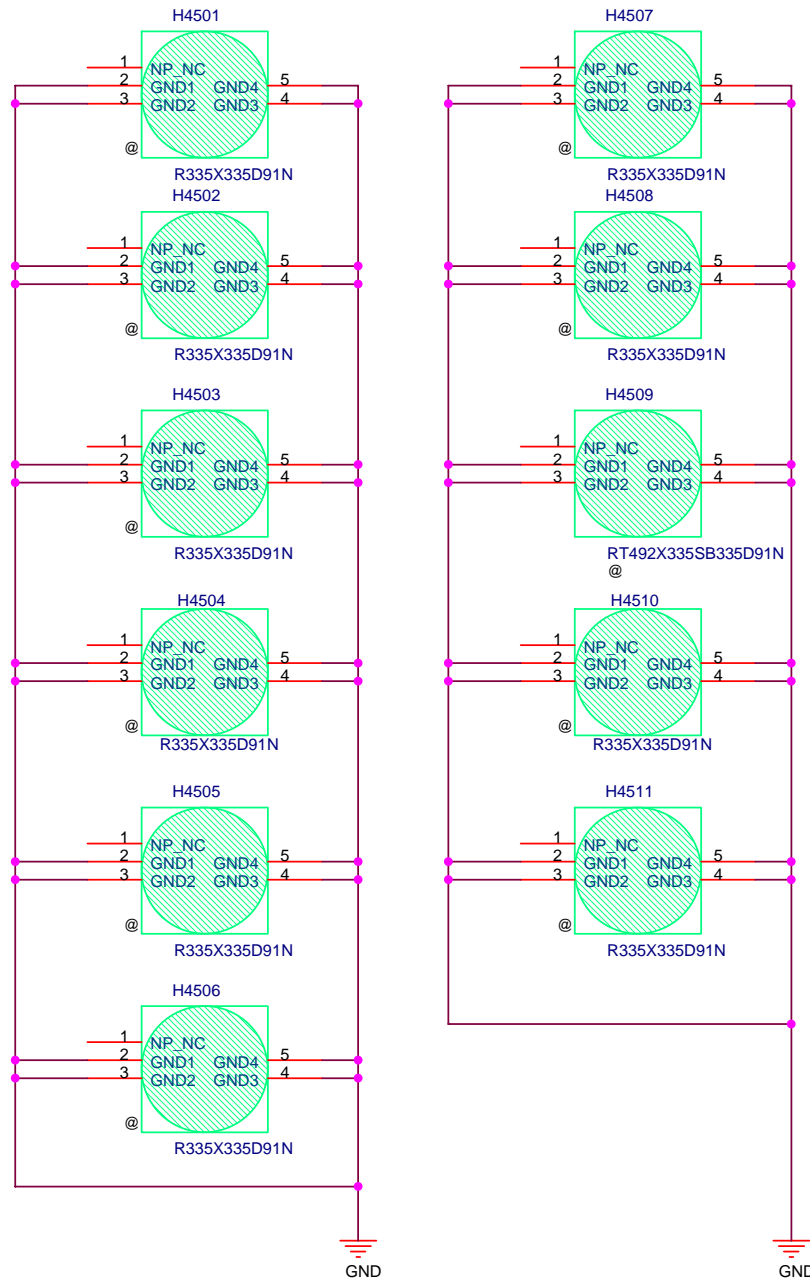 H4501
1 NP_NC
2 GND1 GND4 5
3 GND2 GND3 4
@
R335X335D91N
H4502
1 NP_NC
2 GND1 GND4 5
3 GND2 GND3 4
@
R335X335D91N
H4503
1 NP_NC
2 GND1 GND4 5
3 GND2 GND3 4
@
R335X335D91N
H4504
1 NP_NC
2 GND1 GND4 5
3 GND2 GND3 4
@
R335X335D91N
H4505
1 NP_NC
2 GND1 GND4 5
3 GND2 GND3 4
@
R335X335D91N
H4506
1 NP_NC
2 GND1 GND4 5
3 GND2 GND3 4
@
R335X335D91N
GND
H4507
1 NP_NC
2 GND1 GND4 5
3 GND2 GND3 4
@
R335X335D91N
H4508
1 NP_NC
2 GND1 GND4 5
3 GND2 GND3 4
@
R335X335D91N
H4509
1 NP_NC
2 GND1 GND4 5
3 GND2 GND3 4
RT492X335SB335D91N
@
H4510
1 NP_NC
2 GND1 GND4 5
3 GND2 GND3 4
@
R335X335D91N
H4511
1 NP_NC
2 GND1 GND4 5
3 GND2 GND3 4
@
R335X335D91N
GND